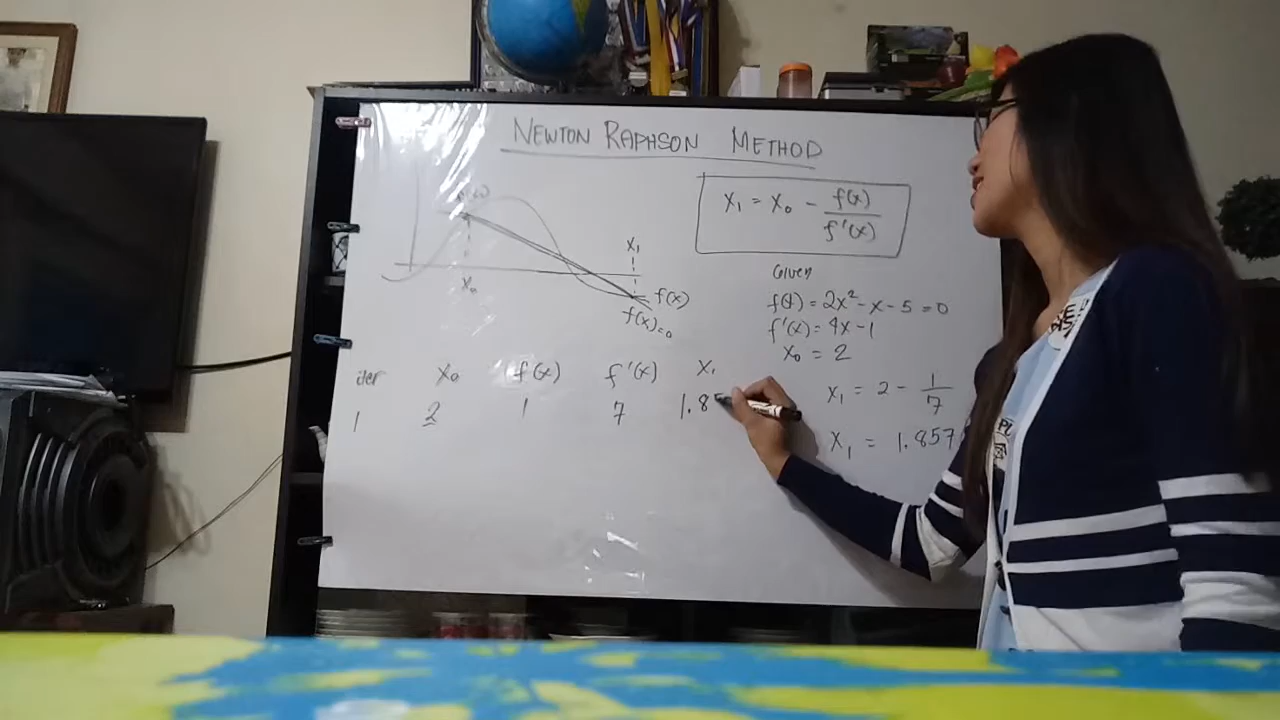 NEWTON RAPHSON METHOD
x₁ = x₀ - f(x)/f'(x)
x₁
x₀
f(x)
f(x)=0
Given
f(x) = 2x² - x - 5 = 0
f'(x) = 4x - 1
x₀ = 2
iter x₀ f(x) f'(x) x₁
1 2 1 7 1.85
x₁ = 2 - 1/7
x₁ = 1.857